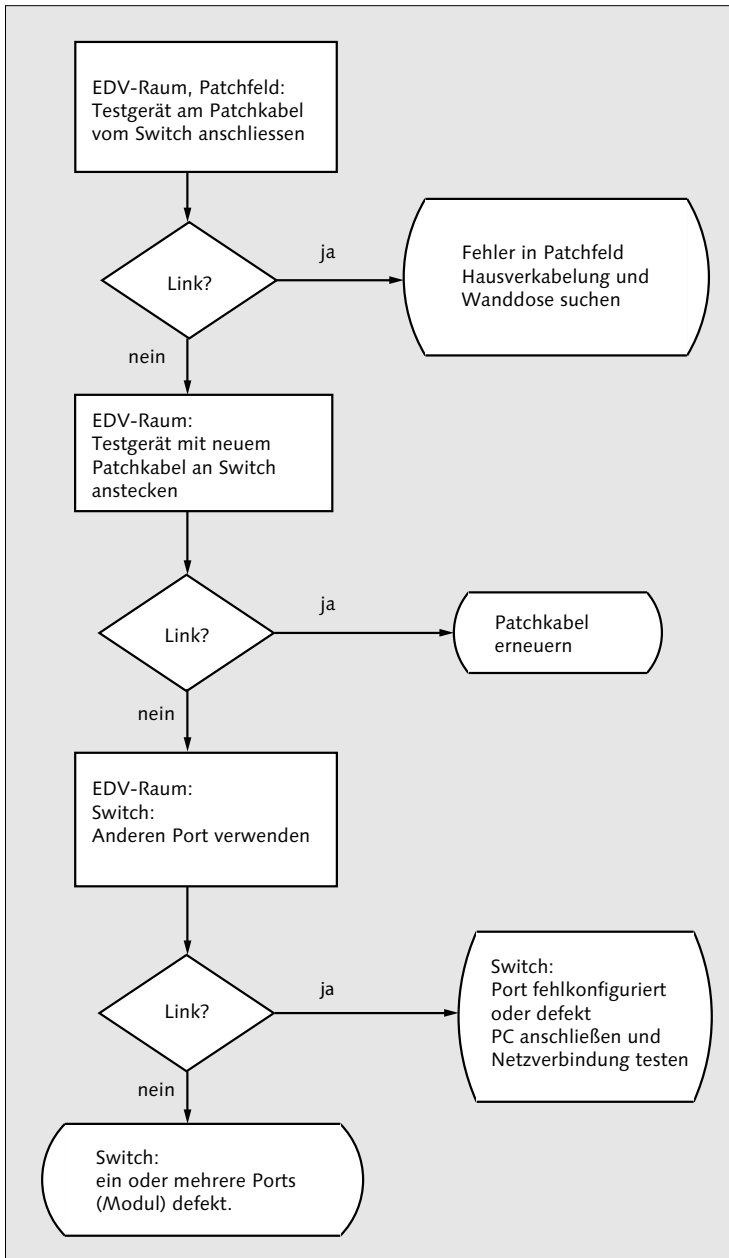 EDV-Raum, Patchfeld:
Testgerät am Patchkabel
vom Switch anschliessen
Link?
ja
Fehler in Patchfeld
Hausverkabelung und
Wanddose suchen
nein
EDV-Raum:
Testgerät mit neuem
Patchkabel an Switch
anstecken
Link?
ja
Patchkabel
erneuern
nein
EDV-Raum:
Switch:
Anderen Port verwenden
Link?
ja
Switch:
Port fehlkonfiguriert
oder defekt
PC anschließen und
Netzverbindung testen
nein
Switch:
ein oder mehrere Ports
(Modul) defekt.